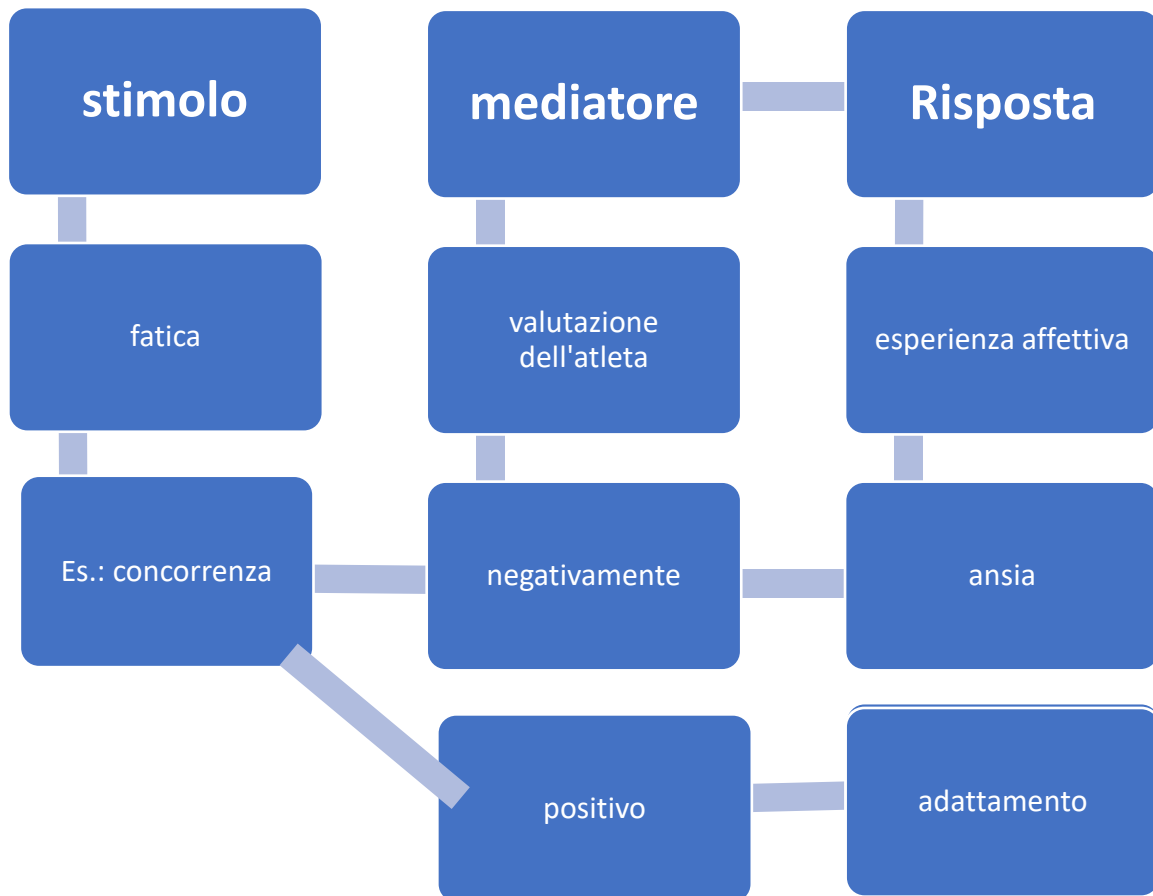 stimolo
mediatore
Risposta
fatica
valutazione
dell'atleta
esperienza affettiva
Es.: concorrenza
negativamente
ansia
positivo
adattamento